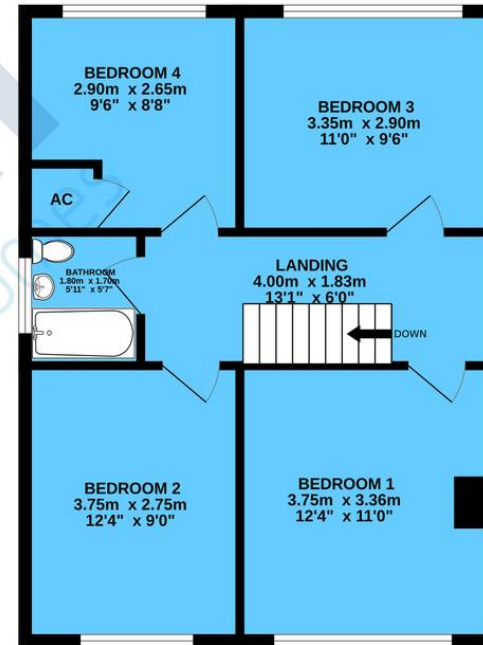 BEDROOM 4
2.90m x 2.65m
9'6" x 8'8"
BEDROOM 3
3.35m x 2.90m
11'0" x 9'6"
AC
BATHROOM
1.80m x 1.70m
5'11" x 5'7"
LANDING
4.00m x 1.83m
13'1" x 6'0"
DOWN
BEDROOM 2
3.75m x 2.75m
12'4" x 9'0"
BEDROOM 1
3.75m x 3.36m
12'4" x 11'0"